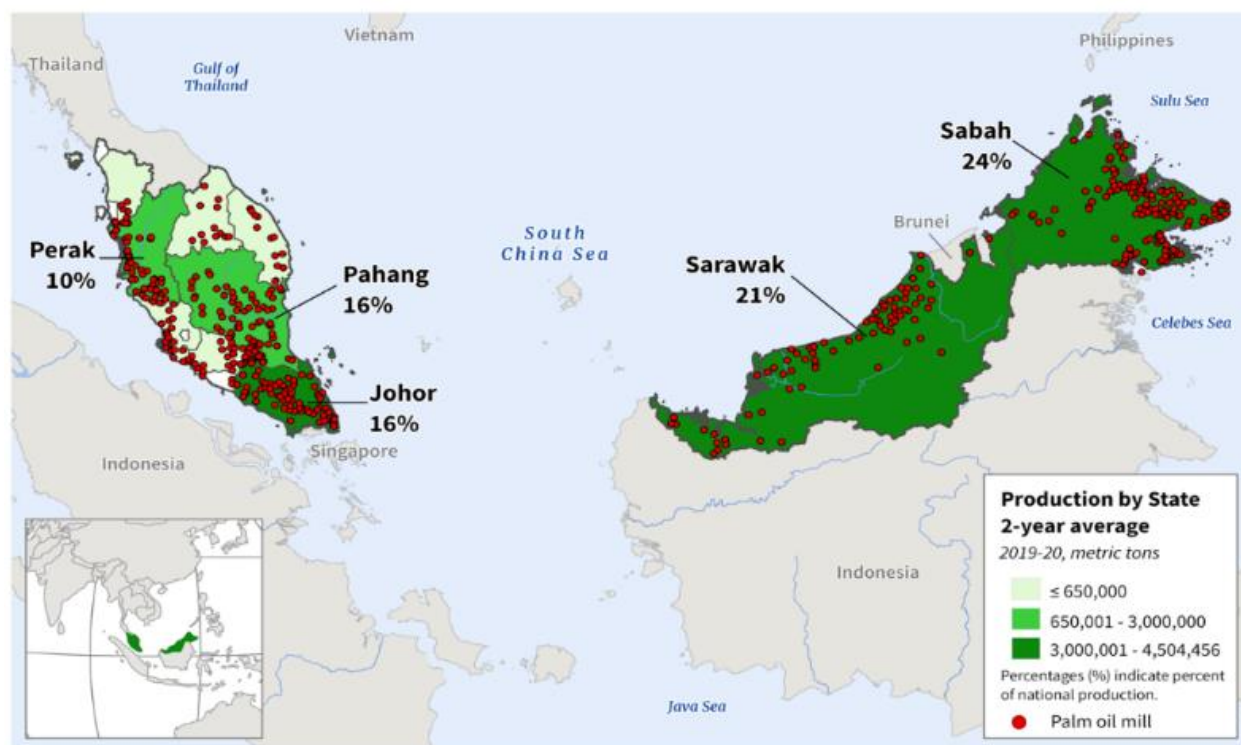 Vietnam
Philippines
Thailand
Gulf of
Thailand
Sulu Sea
Sabah
24%
Brunei
South
China Sea
Perak
10%
Pahang
16%
Sarawak
21%
Celebes Sea
Johor
16%
Singapore
Indonesia
Indonesia
Java Sea
Production by State
2-year average
2019-20, metric tons
≤ 650,000
650,001 - 3,000,000
3,000,001 - 4,504,456
Percentages (%) indicate percent
of national production.
Palm oil mill